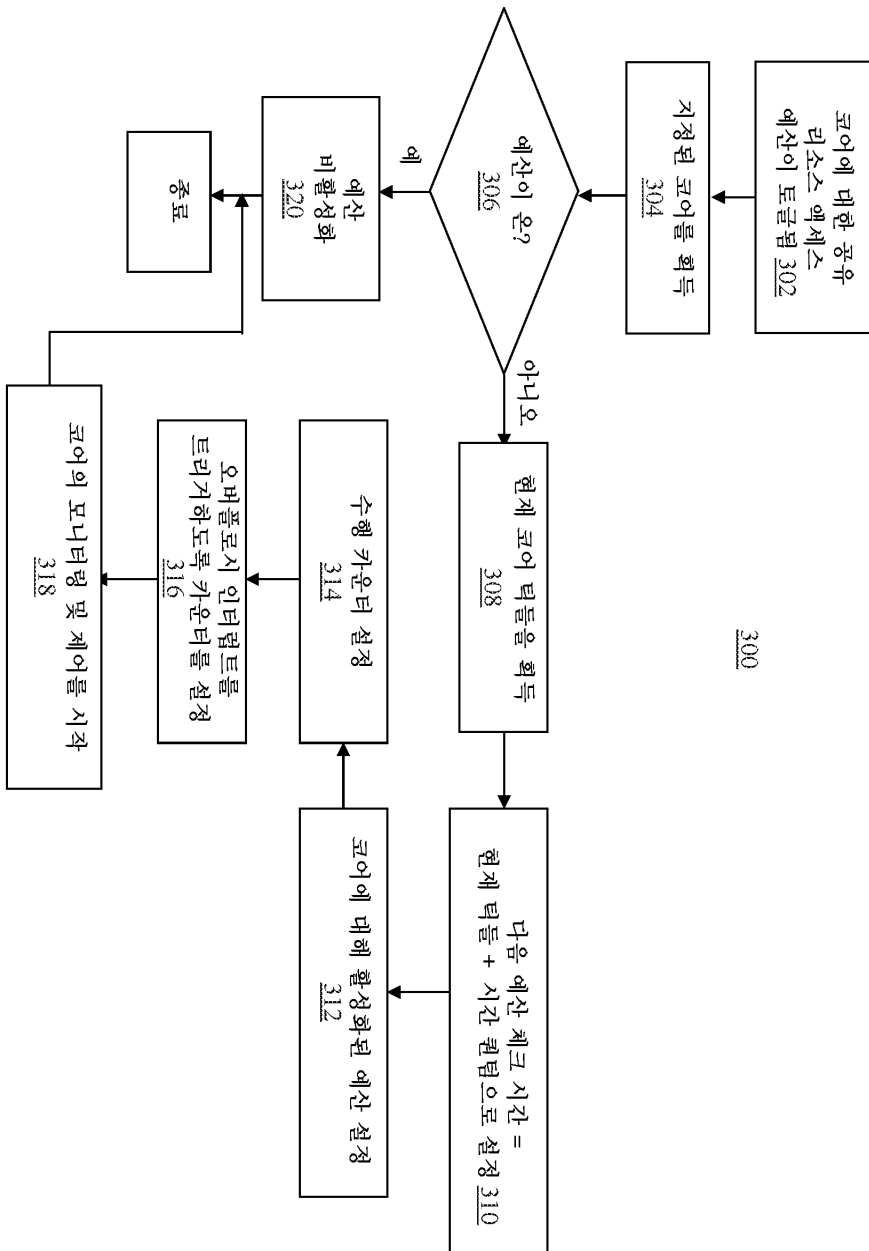 300
코어에 대한 공유
리소스 액세스
예산이 토글됨 302
지정된 코어를 획득
304
예산이 온?
306
예
아니오
예산
비활성화
320
종료
현재 코어 턱들을 획득
308
다음 예산 체크 시간 =
현재 턱들 + 시간 퀀텀으로 설정 310
코어에 대해 활성화된 예산 설정
312
수행 카운터 설정
314
오버플로시 인터럽트를
트리거하도록 카운터를 설정
316
코어의 모니터링 및 제어를 시작
318